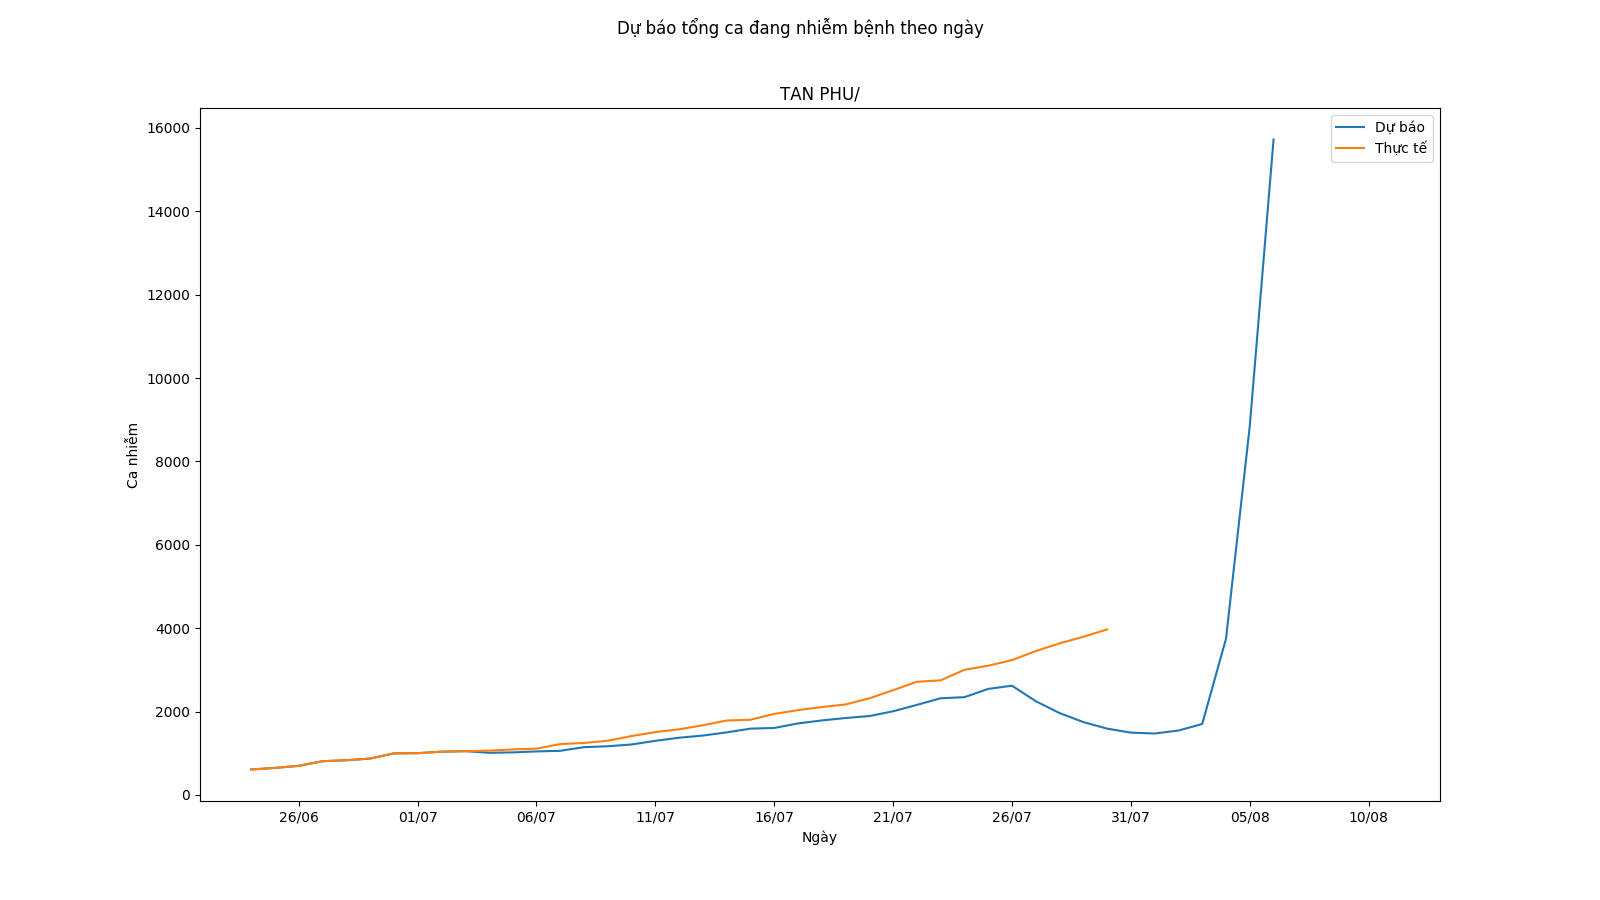 Dự báo tổng ca đang nhiễm bệnh theo ngày
TAN PHU/
16000
14000
12000
10000
8000
6000
4000
2000
0
Ca nhiễm
Dự báo
Thực tế
26/06 01/07 06/07 11/07 16/07 21/07 26/07 31/07 05/08 10/08
Ngày